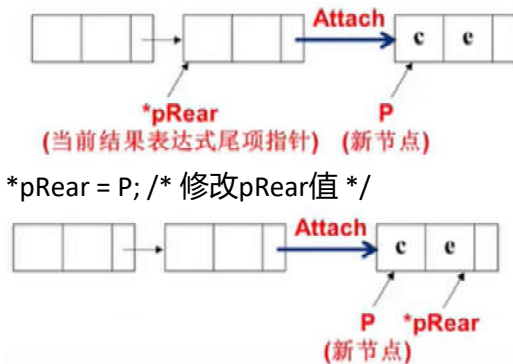 Attach
c e
*pRear P
(当前结果表达式尾项指针) (新节点)
*pRear = P; /* 修改pRear值 */
Attach
c e
P *pRear
(新节点)